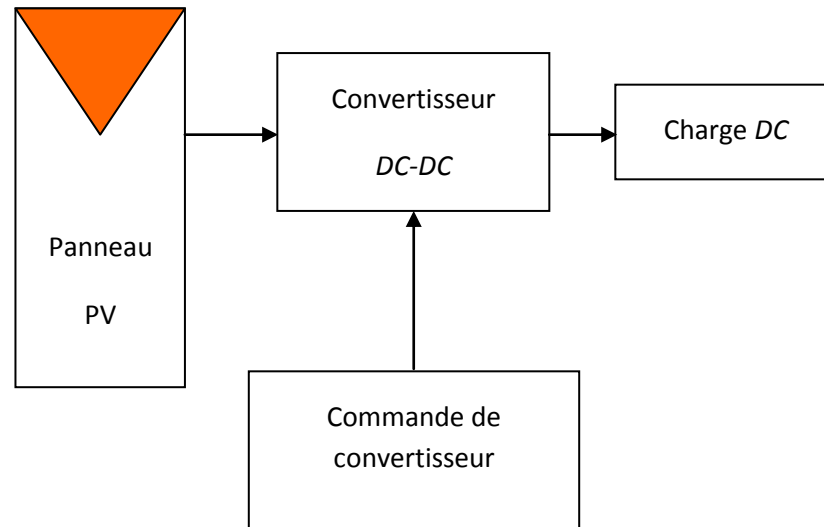 Panneau
PV
Convertisseur
DC-DC
Charge DC
Commande de
convertisseur